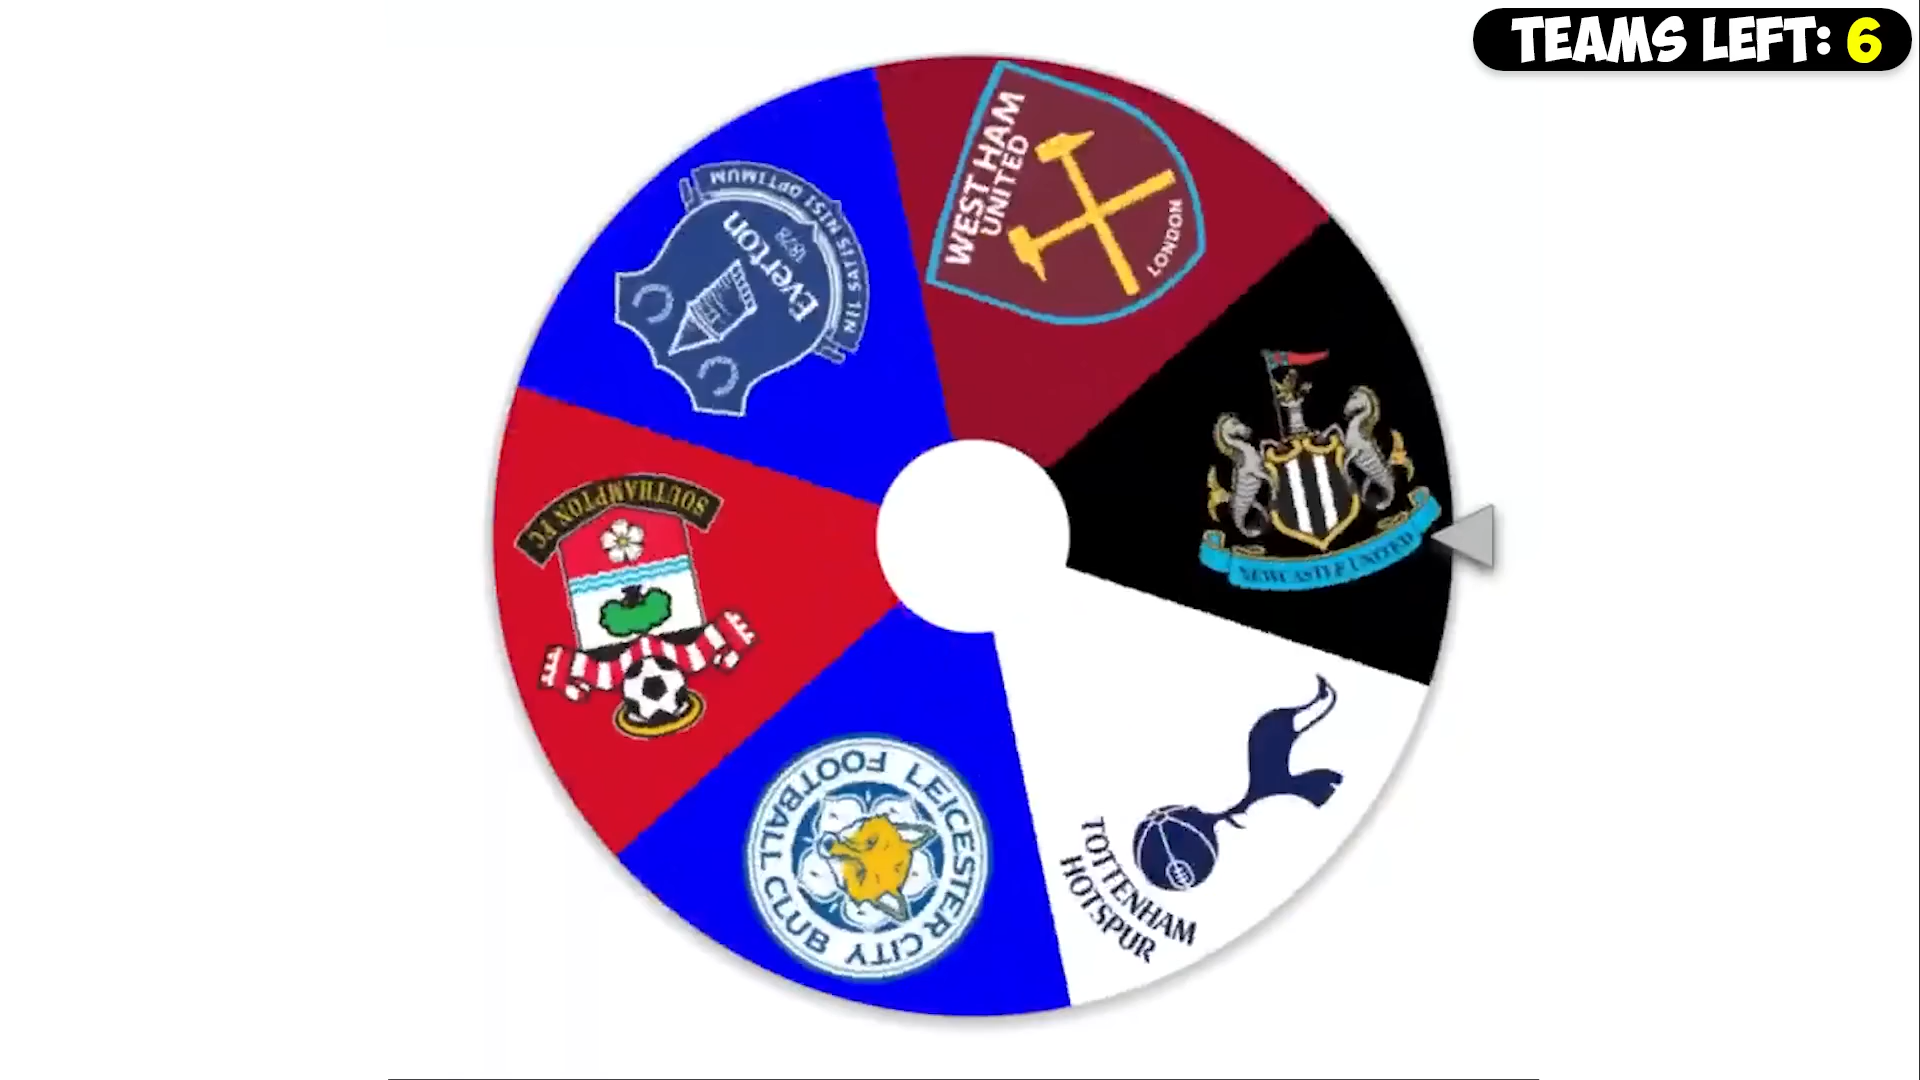 TEAMS LEFT: 6
WEST HAM
UNITED
LONDON
NIL SATIS NISI OPTIMUM
1878
Everton
NEWCASTLE UNITED
SOUTHAMPTON FC
LEICESTER CITY
FOOTBALL CLUB
TOTTENHAM
HOTSPUR